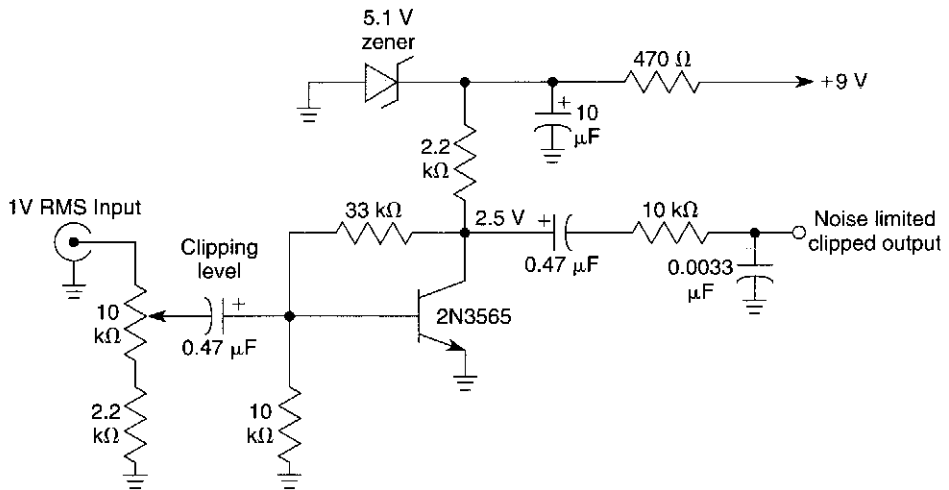 5.1 V
zener
470 Ω
+9 V
+
10
μF
2.2
kΩ
1V RMS Input
33 kΩ
2.5 V
+
0.47 μF
10 kΩ
Noise limited
clipped output
Clipping
level
+
0.0033
μF
10
kΩ
0.47 μF
2N3565
2.2
kΩ
10
kΩ